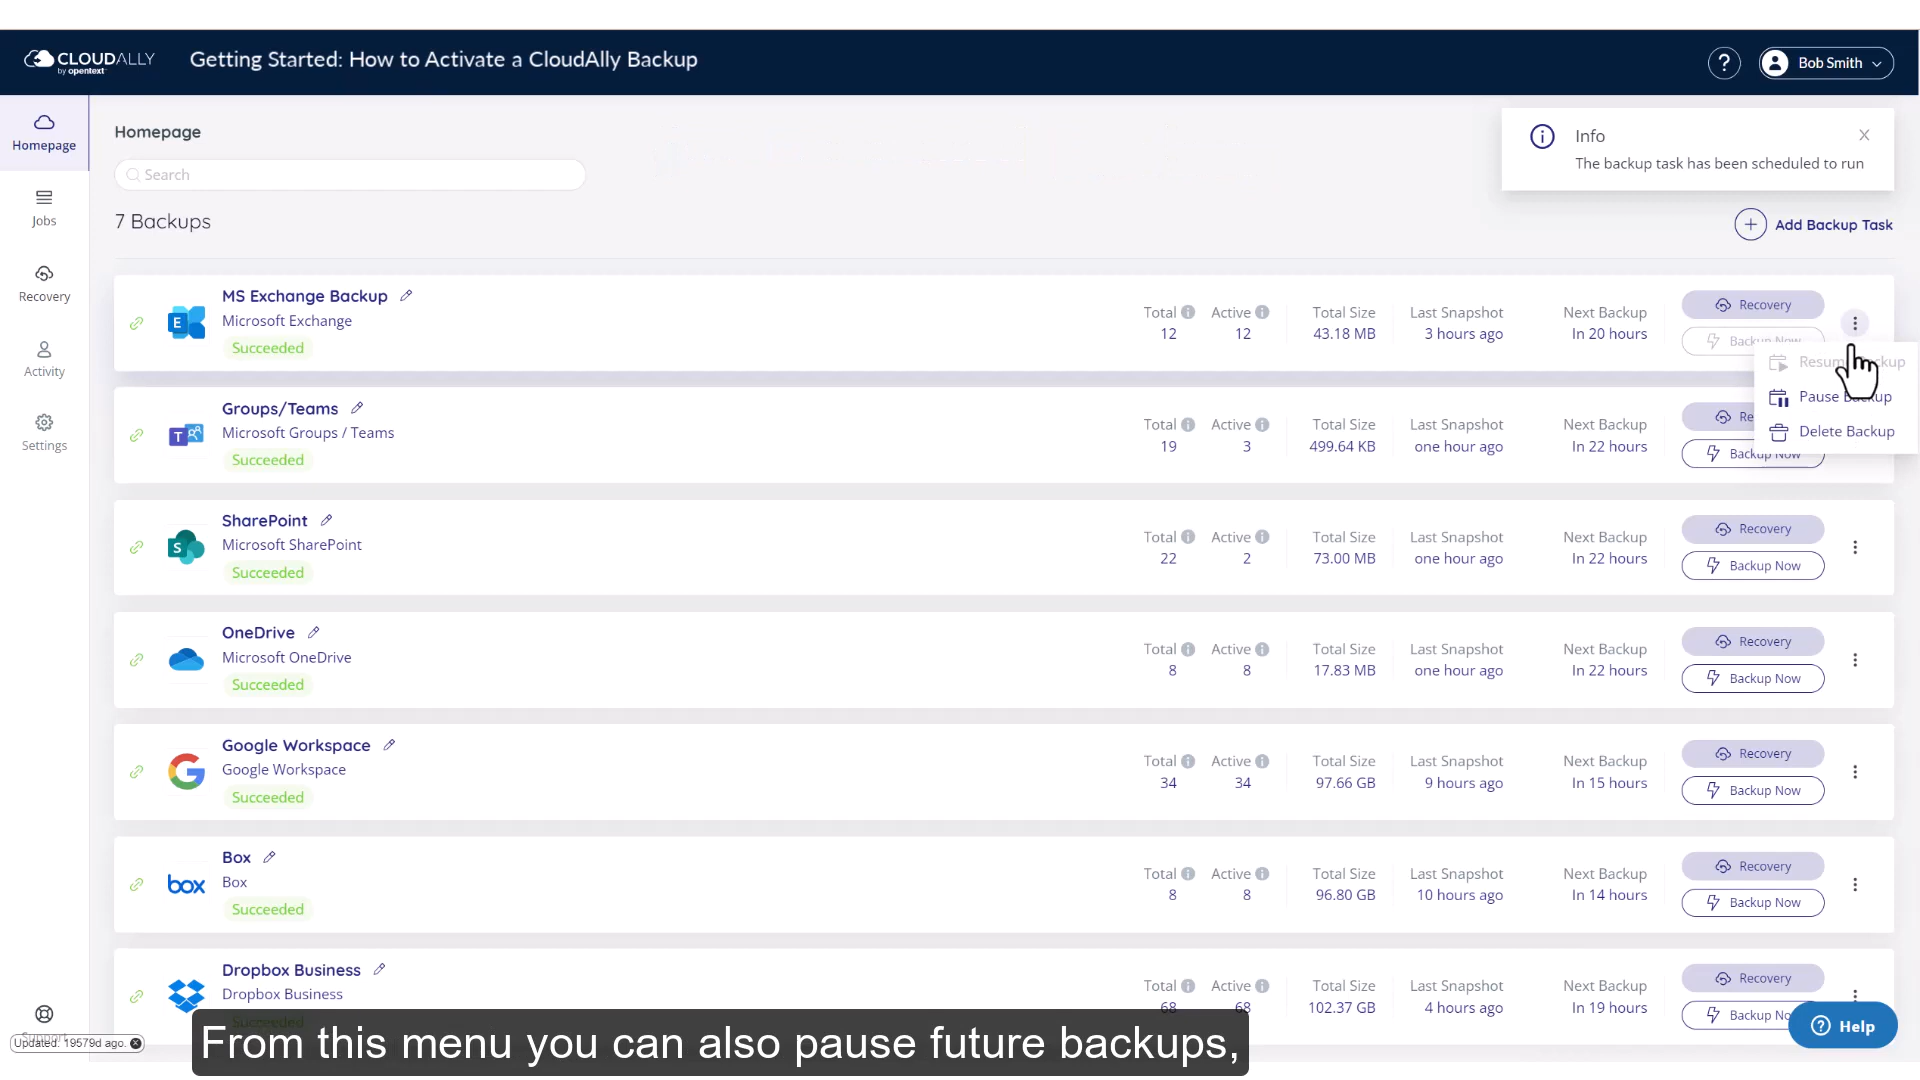 CLOUDALLY
by opentext
Getting Started: How to Activate a CloudAlly Backup
?
Bob Smith
Homepage
Jobs
Recovery
Activity
Settings
Homepage
Search
Info
The backup task has been scheduled to run
7 Backups
Add Backup Task
MS Exchange Backup
Microsoft Exchange
Succeeded
Total Active Total Size Last Snapshot Next Backup
12 12 43.18 MB 3 hours ago In 20 hours
Recovery
Backup Now
Resume Backup
Pause Backup
Delete Backup
Groups/Teams
Microsoft Groups / Teams
Succeeded
Total Active Total Size Last Snapshot Next Backup
19 3 499.64 KB one hour ago In 22 hours
Re
Backup Now
SharePoint
Microsoft SharePoint
Succeeded
Total Active Total Size Last Snapshot Next Backup
22 2 73.00 MB one hour ago In 22 hours
Recovery
Backup Now
OneDrive
Microsoft OneDrive
Succeeded
Total Active Total Size Last Snapshot Next Backup
8 8 17.83 MB one hour ago In 22 hours
Recovery
Backup Now
Google Workspace
Google Workspace
Succeeded
Total Active Total Size Last Snapshot Next Backup
34 34 97.66 GB 9 hours ago In 15 hours
Recovery
Backup Now
box
Box
Box
Succeeded
Total Active Total Size Last Snapshot Next Backup
8 8 96.80 GB 10 hours ago In 14 hours
Recovery
Backup Now
Dropbox Business
Dropbox Business
Total Active Total Size Last Snapshot Next Backup
68 68 102.37 GB 4 hours ago In 19 hours
Recovery
Backup No
Help
Support
Updated: 19579d ago.
From this menu you can also pause future backups,